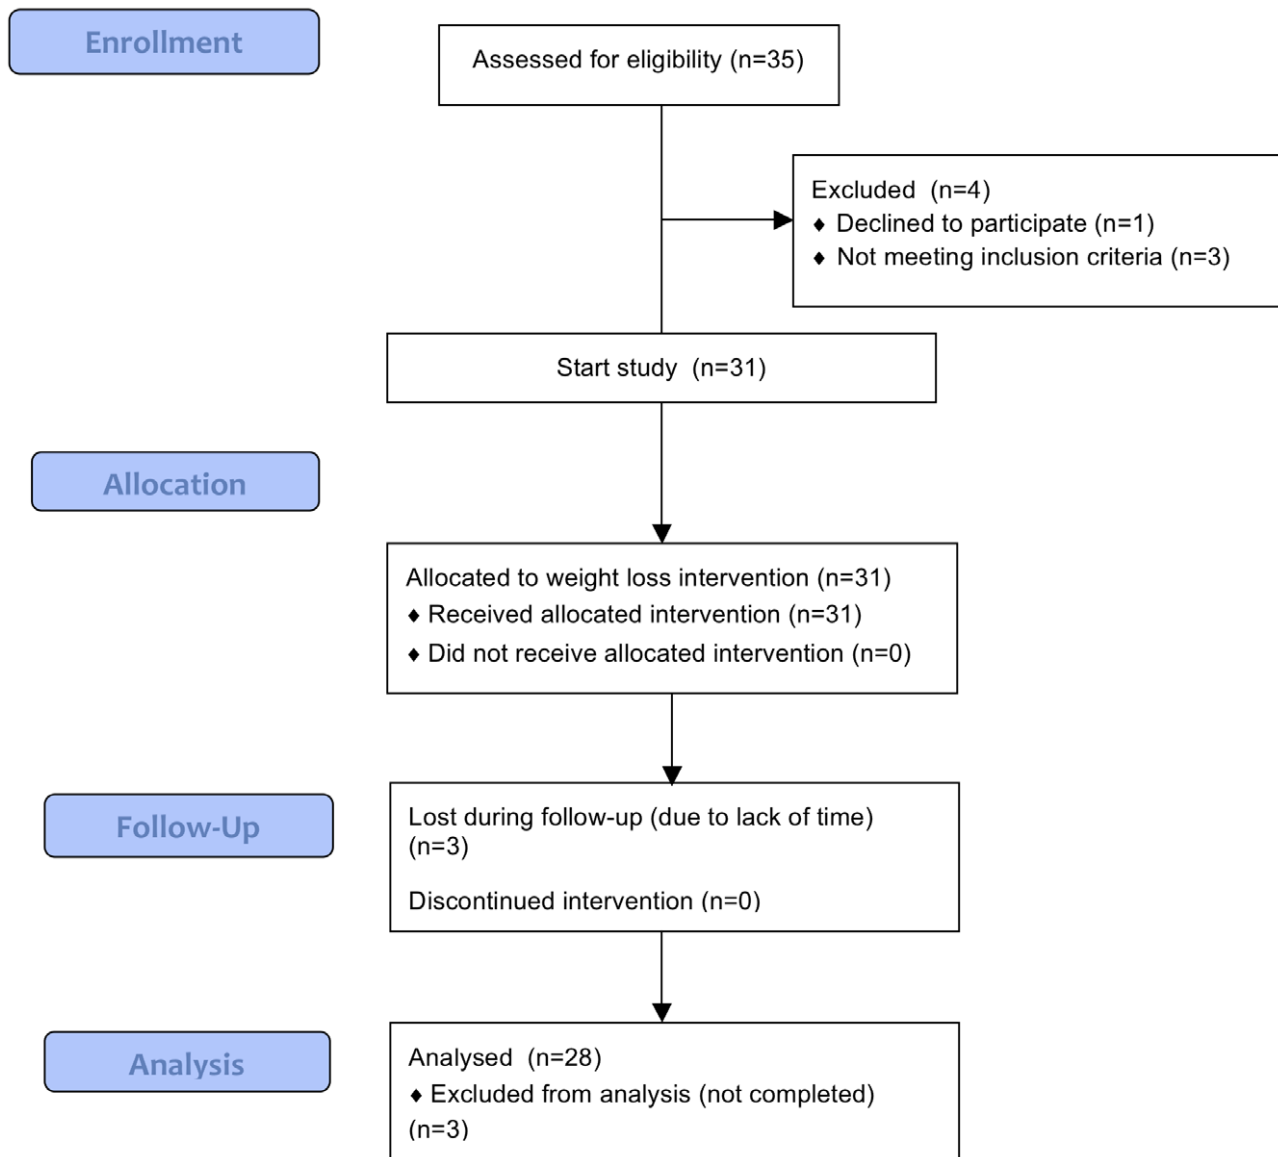 Enrollment
Assessed for eligibility (n=35)
Excluded (n=4)
♦ Declined to participate (n=1)
♦ Not meeting inclusion criteria (n=3)
Start study (n=31)
Allocation
Allocated to weight loss intervention (n=31)
♦ Received allocated intervention (n=31)
♦ Did not receive allocated intervention (n=0)
Follow-Up
Lost during follow-up (due to lack of time)
(n=3)
Discontinued intervention (n=0)
Analysis
Analysed (n=28)
♦ Excluded from analysis (not completed)
(n=3)